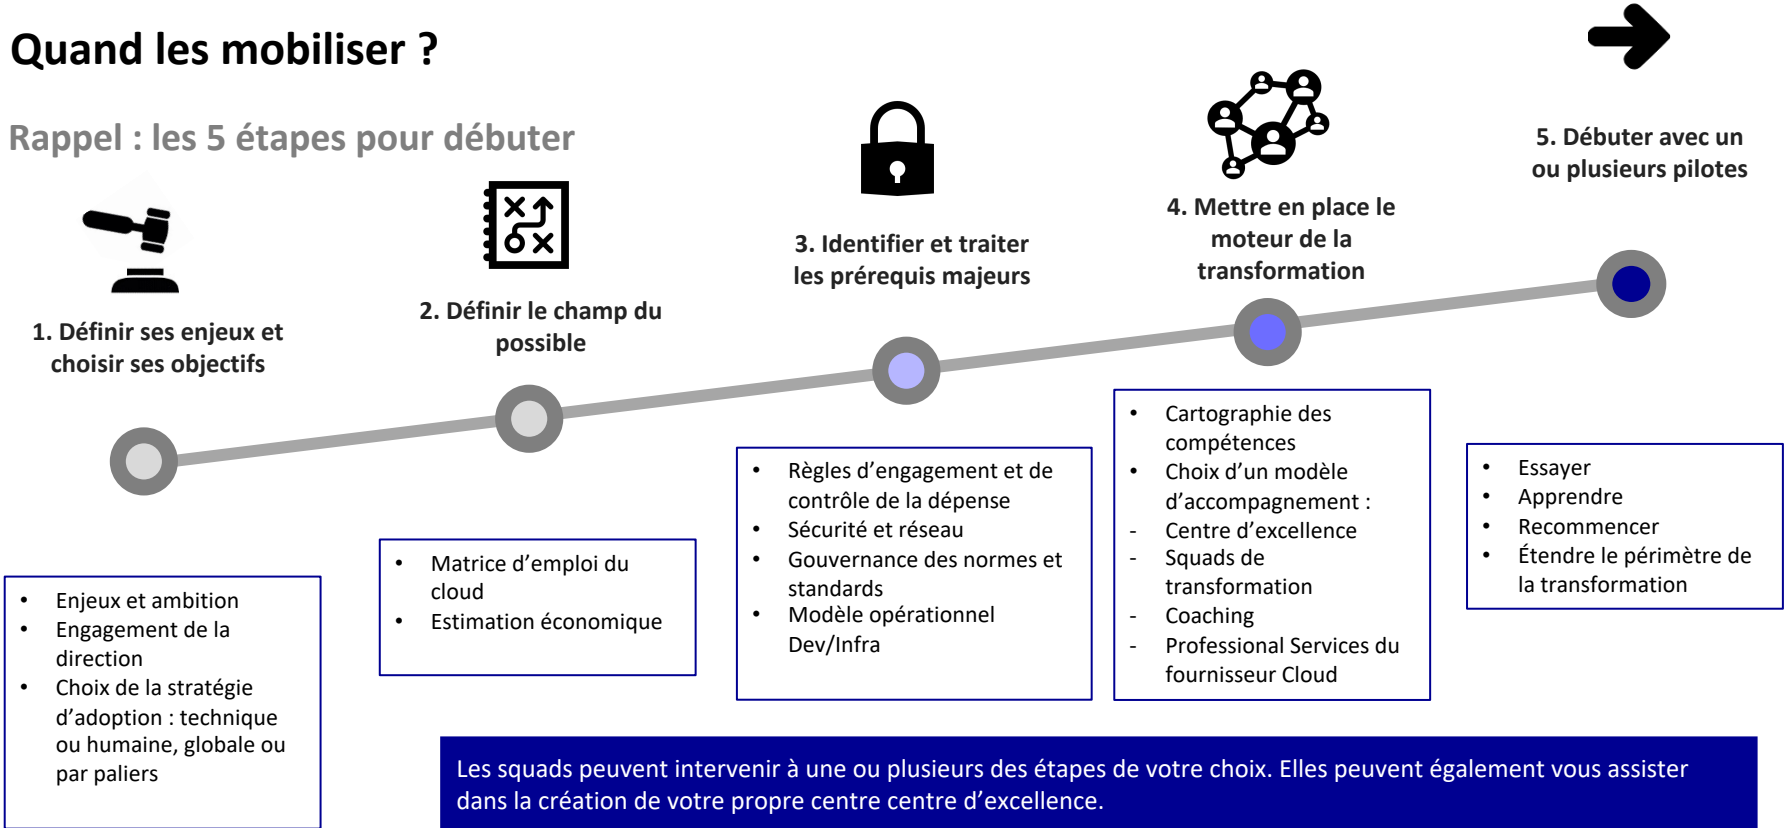 Quand les mobiliser ?
Rappel : les 5 étapes pour débuter
1. Définir ses enjeux et
choisir ses objectifs
2. Définir le champ du
possible
3. Identifier et traiter
les prérequis majeurs
4. Mettre en place le
moteur de la
transformation
5. Débuter avec un
ou plusieurs pilotes
• Enjeux et ambition
• Engagement de la
direction
• Choix de la stratégie
d’adoption : technique
ou humaine, globale ou
par paliers
• Matrice d’emploi du
cloud
• Estimation économique
• Règles d’engagement et de
contrôle de la dépense
• Sécurité et réseau
• Gouvernance des normes et
standards
• Modèle opérationnel
Dev/Infra
• Cartographie des
compétences
• Choix d’un modèle
d’accompagnement :
- Centre d’excellence
- Squads de
transformation
- Coaching
- Professional Services du
fournisseur Cloud
• Essayer
• Apprendre
• Recommencer
• Étendre le périmètre de
la transformation
Les squads peuvent intervenir à une ou plusieurs des étapes de votre choix. Elles peuvent également vous assister
dans la création de votre propre centre centre d’excellence.